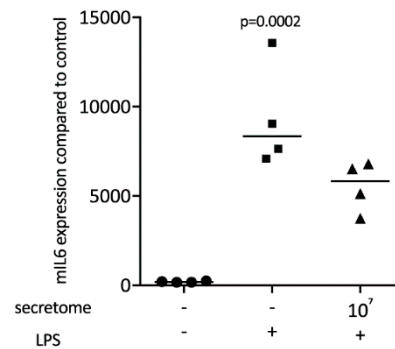 mIL6 expression compared to control
15000
10000
5000
0
p=0.0002
secretome - - 10⁷
LPS - + +